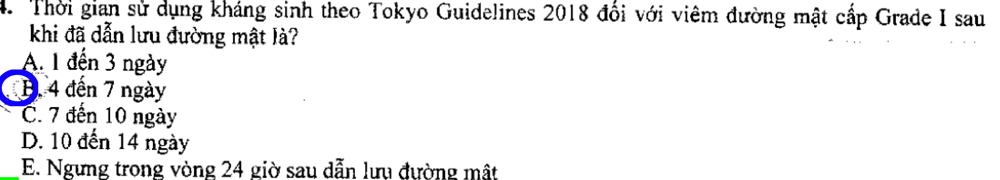 4. Thời gian sử dụng kháng sinh theo Tokyo Guidelines 2018 đối với viêm đường mật cấp Grade I sau
khi đã dẫn lưu đường mật là?
A. 1 đến 3 ngày
B. 4 đến 7 ngày
C. 7 đến 10 ngày
D. 10 đến 14 ngày
E. Ngưng trong vòng 24 giờ sau dẫn lưu đường mật